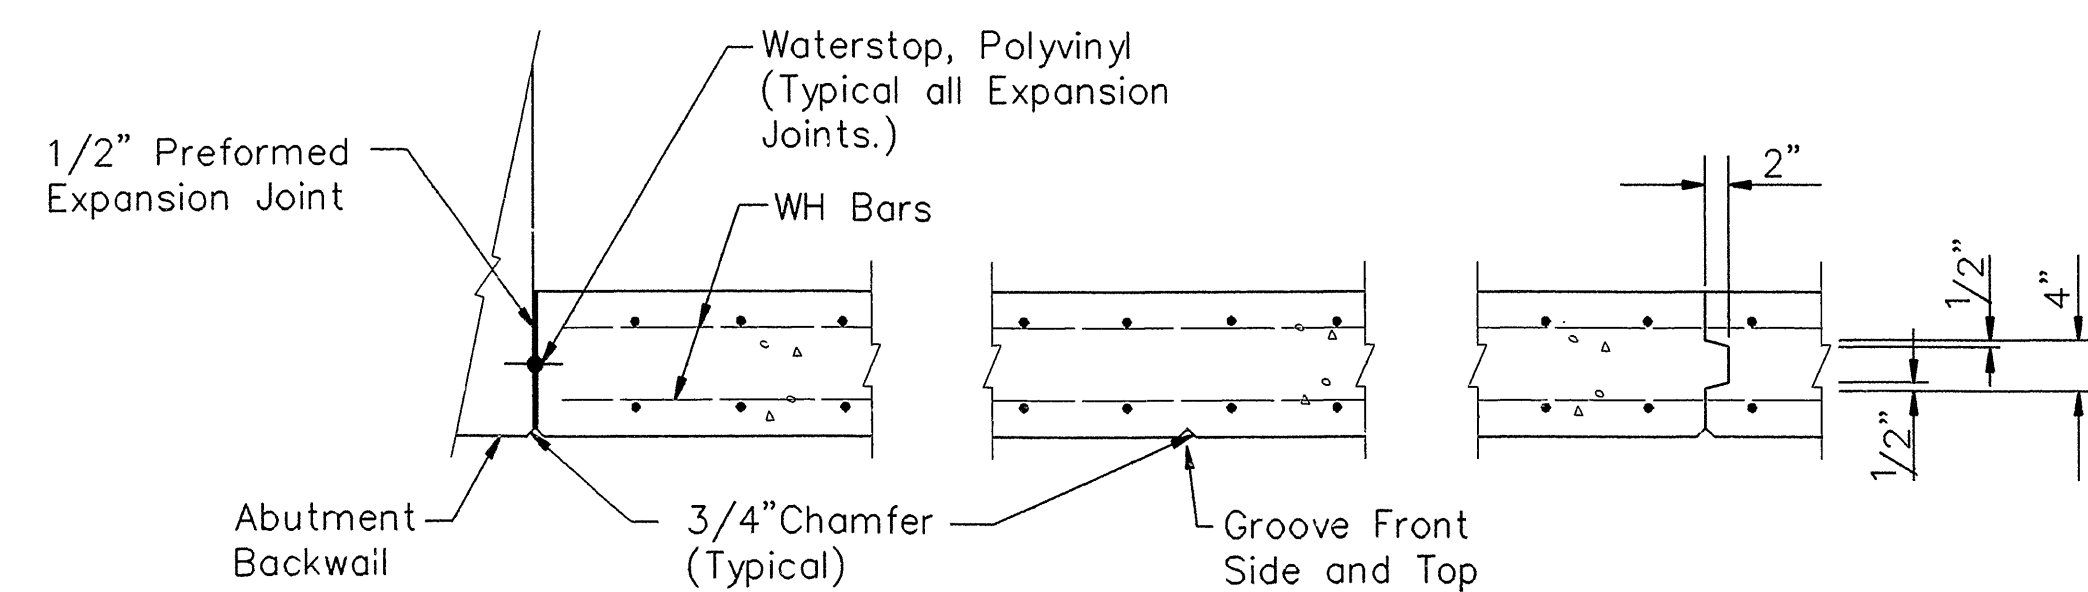 Waterstop, Polyvinyl
(Typical all Expansion
Joints.)
1/2” Preformed
Expansion Joint
WH Bars
2”
1/2”
4”
1/2”
Abutment
Backwall
3/4”Chamfer
(Typical)
Groove Front
Side and Top